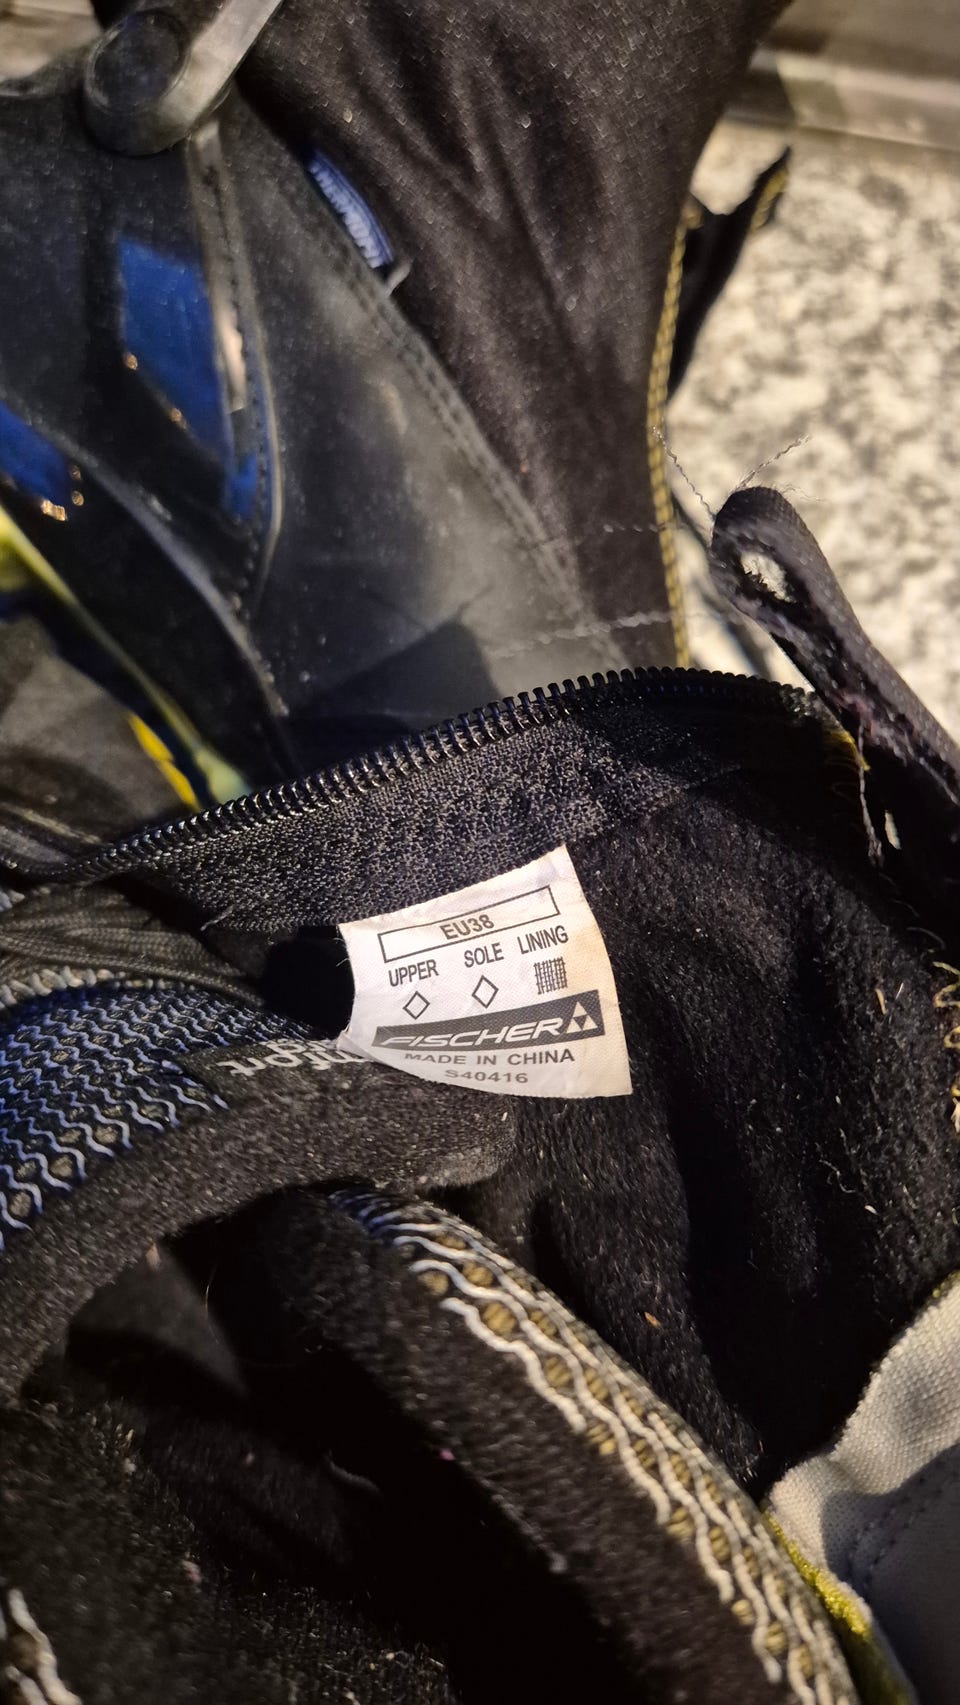 EU38
UPPER SOLE LINING
FISCHER
MADE IN CHINA
S40416